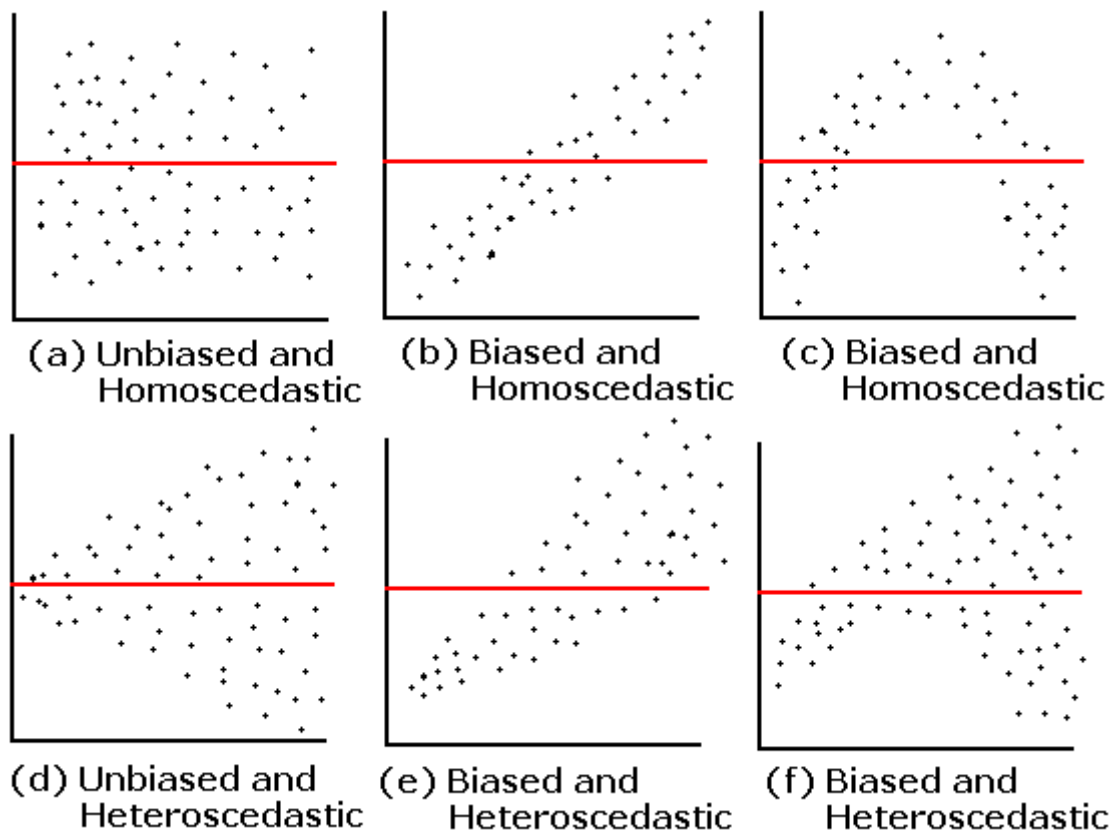 (a) Unbiased and
Homoscedastic
(b) Biased and
Homoscedastic
(c) Biased and
Homoscedastic
(d) Unbiased and
Heteroscedastic
(e) Biased and
Heteroscedastic
(f) Biased and
Heteroscedastic